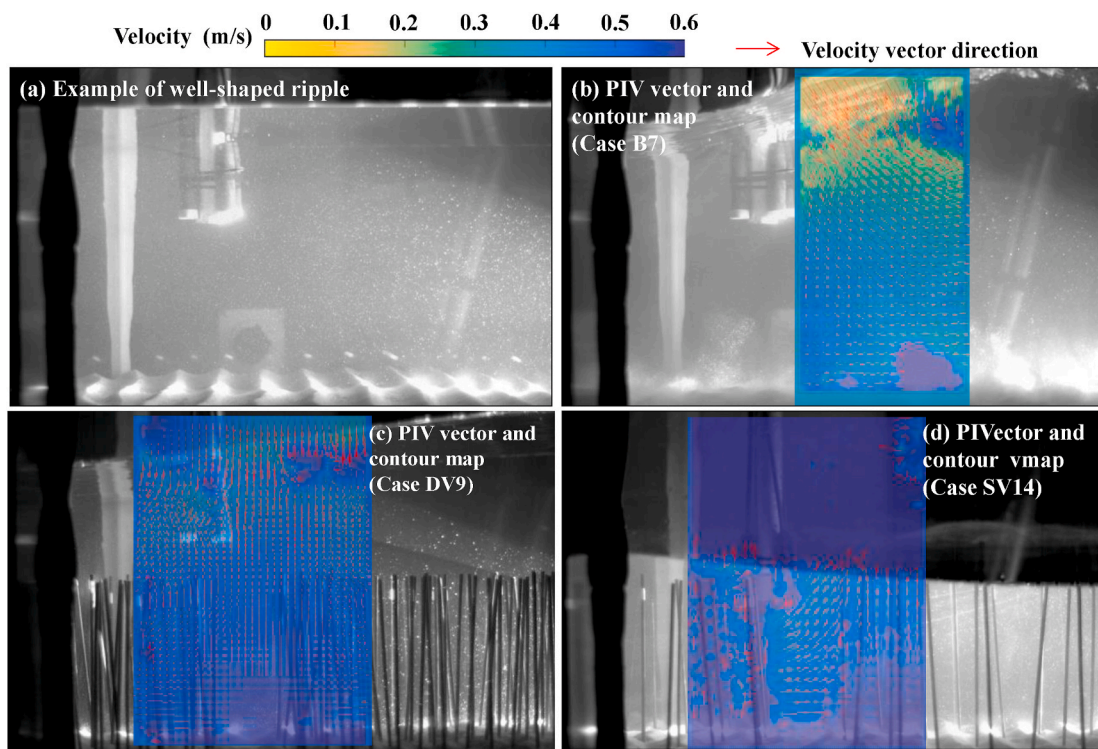 0 0.1 0.2 0.3 0.4 0.5 0.6
Velocity (m/s)
Velocity vector direction
(a) Example of well-shaped ripple
(b) PIV vector and
contour map
(Case B7)
(c) PIV vector and
contour map
(Case DV9)
(d) PIVector and
contour vmap
(Case SV14)